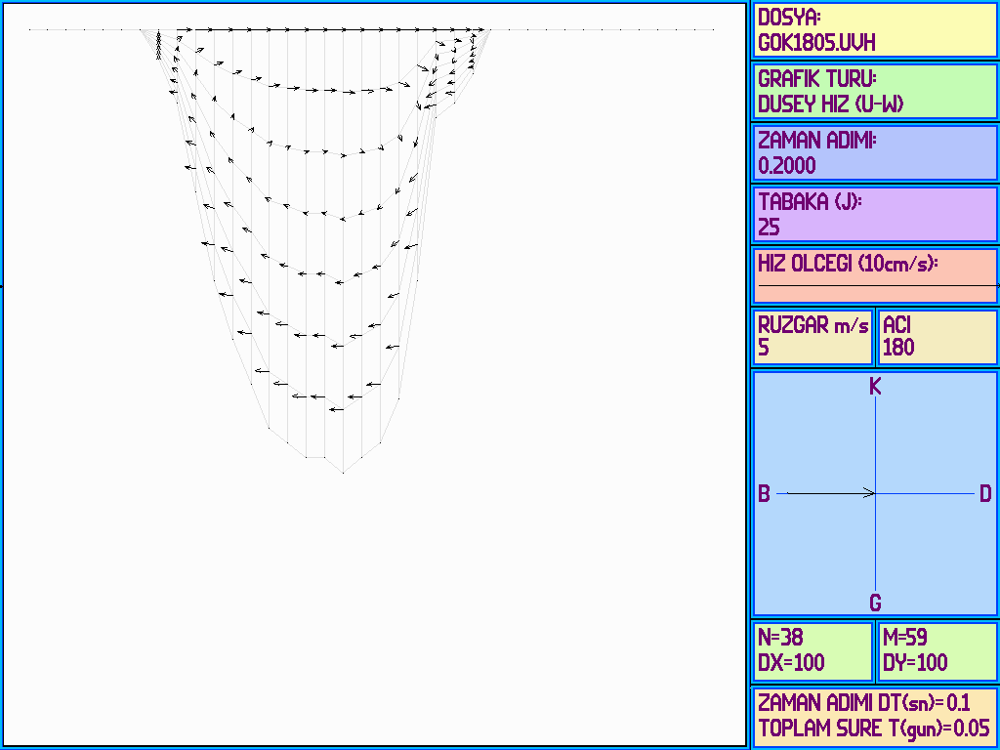 DOSYA:
GOK1805.UVH
GRAFIK TURU:
DUSEY HIZ (U-W)
ZAMAN ADIMI:
0.2000
TABAKA (J):
25
HIZ OLCEGI (10cm/s):
RUZGAR m/s
5
ACI
180
K
B
D
G
N=38
DX=100
M=59
DY=100
ZAMAN ADIMI DT(sn)=0.1
TOPLAM SURE T(gun)=0.05